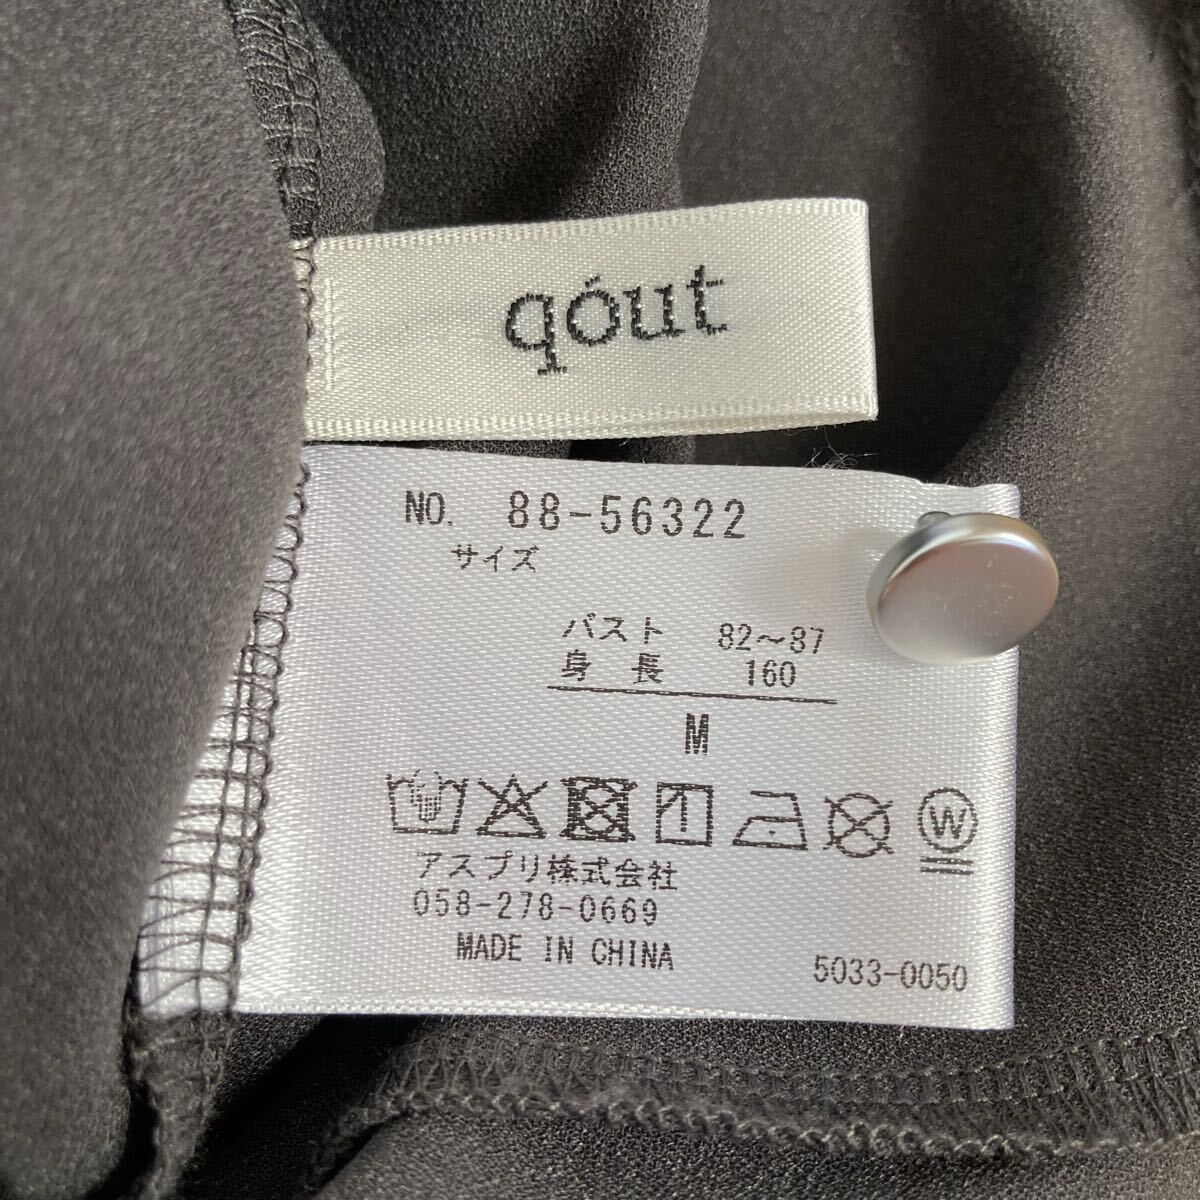 qóut
NO. 88-56322
サイズ
バスト 82～87
身長 160
M
W
アスプリ株式会社
058-278-0669
MADE IN CHINA
5033-0050